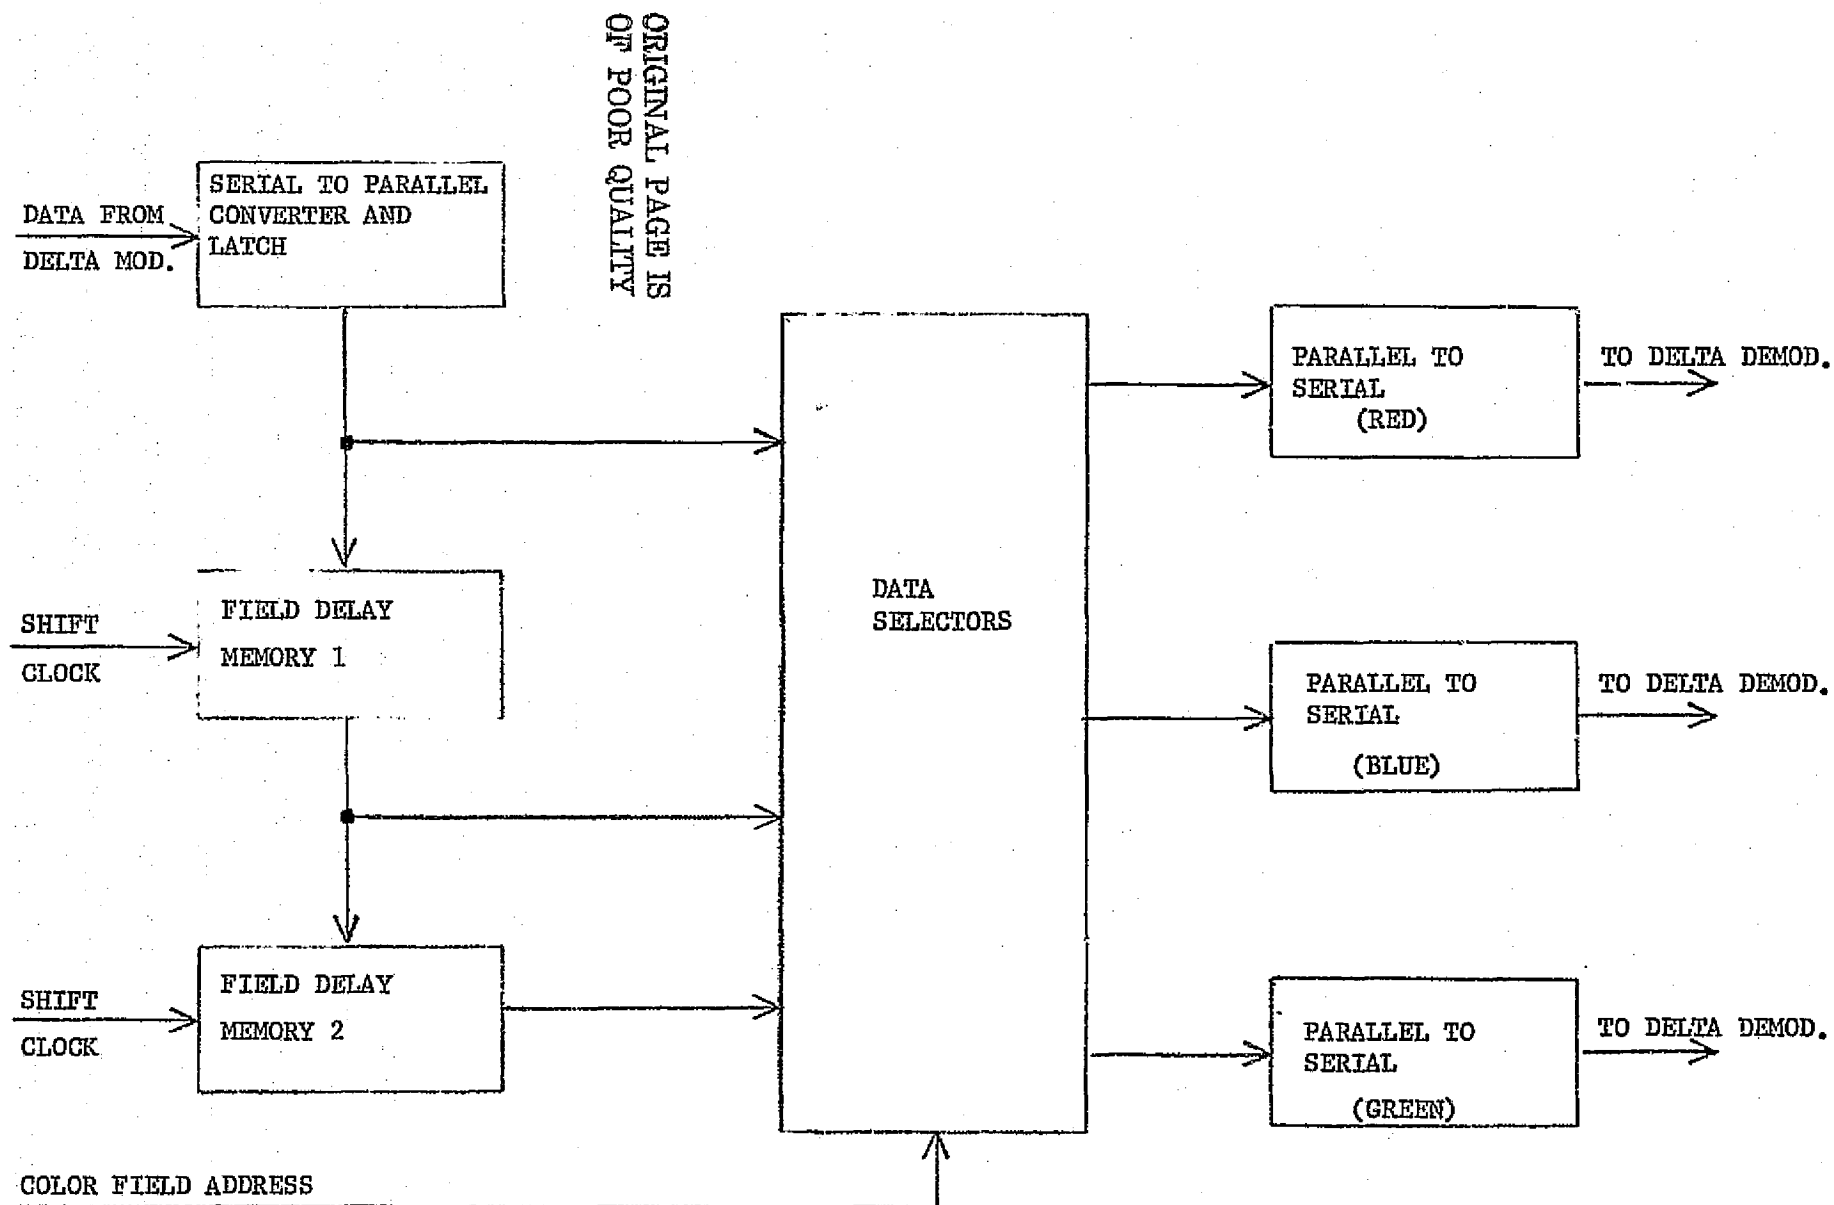 ORIGINAL PAGE IS
OF POOR QUALITY
SERIAL TO PARALLEL
CONVERTER AND
LATCH
DATA FROM
DELTA MOD.
PARALLEL TO
SERIAL
(RED)
TO DELTA DEMOD.
FIELD DELAY
MEMORY 1
SHIFT
CLOCK
DATA
SELECTORS
PARALLEL TO
SERIAL
(BLUE)
TO DELTA DEMOD.
FIELD DELAY
MEMORY 2
SHIFT
CLOCK
PARALLEL TO
SERIAL
(GREEN)
TO DELTA DEMOD.
COLOR FIELD ADDRESS